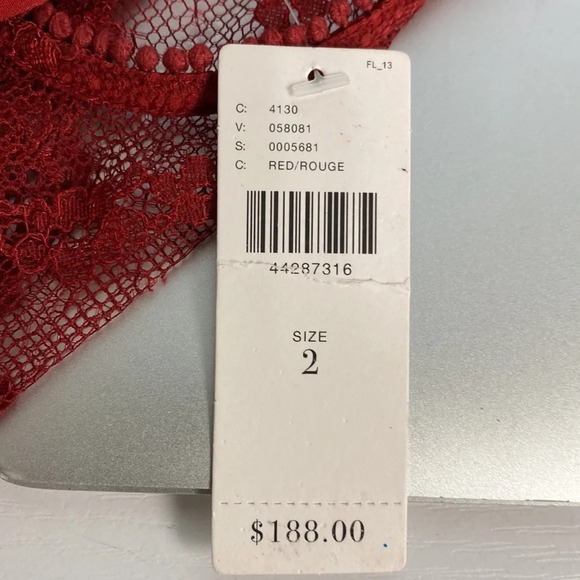 FL_13
C: 4130
V: 058081
S: 0005681
C: RED/ROUGE
44287316
SIZE
2
$188.00